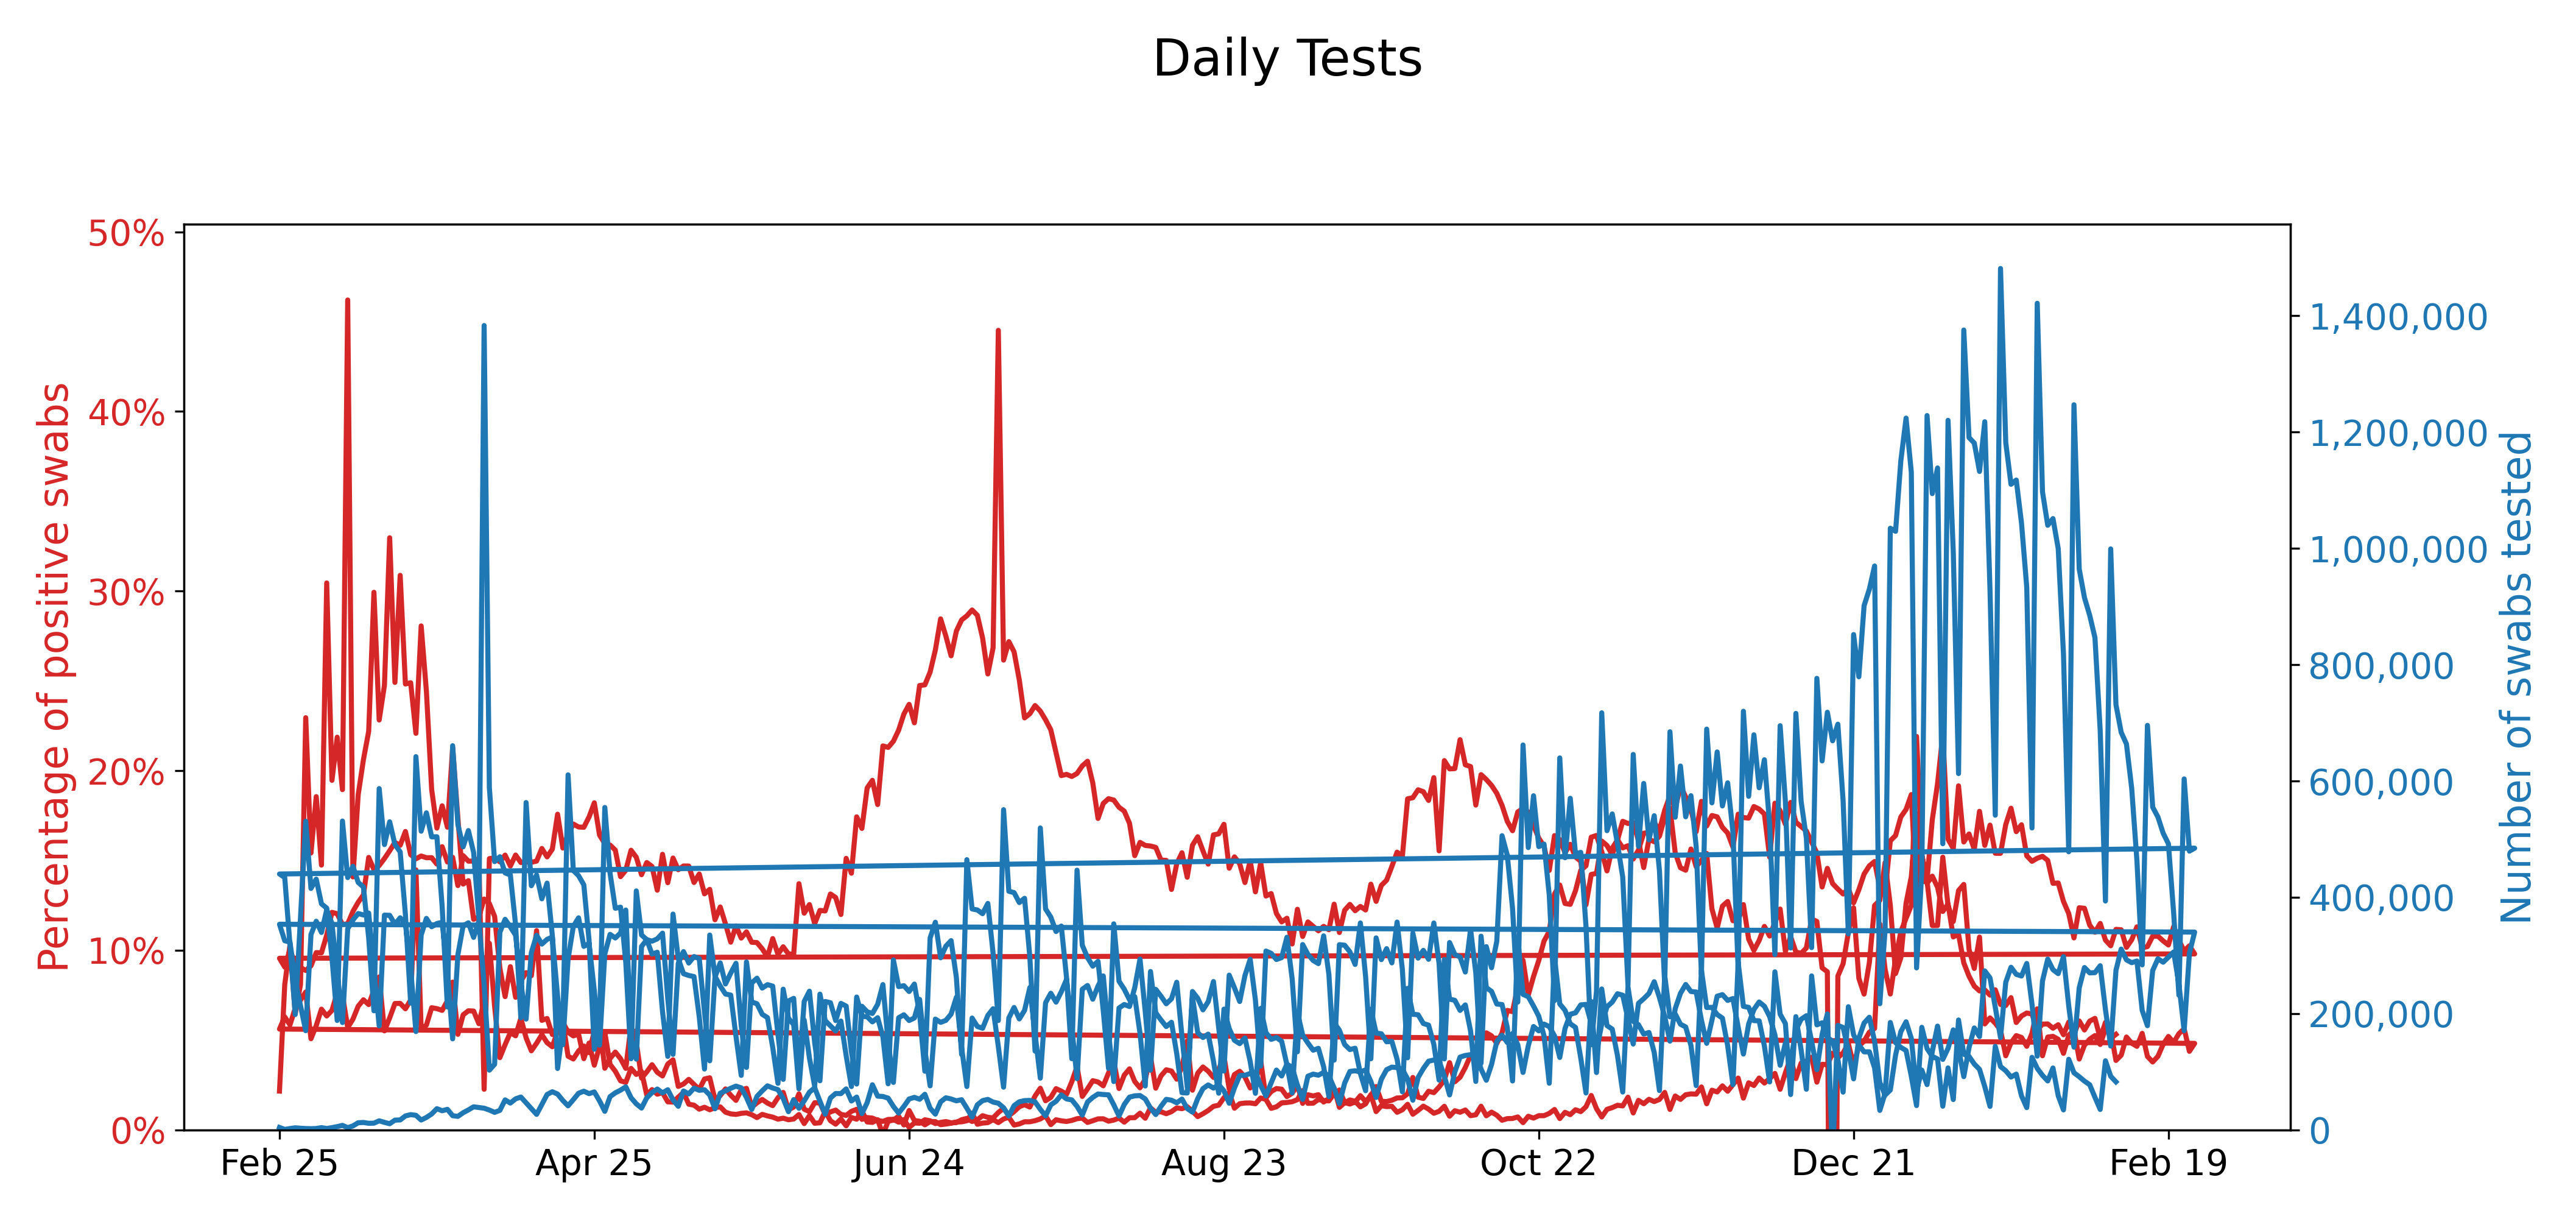 Daily Tests
Percentage of positive swabs
50%
40%
30%
20%
10%
0%
1,400,000
1,200,000
1,000,000
800,000
600,000
400,000
200,000
0
Number of swabs tested
Feb 25
Apr 25
Jun 24
Aug 23
Oct 22
Dec 21
Feb 19